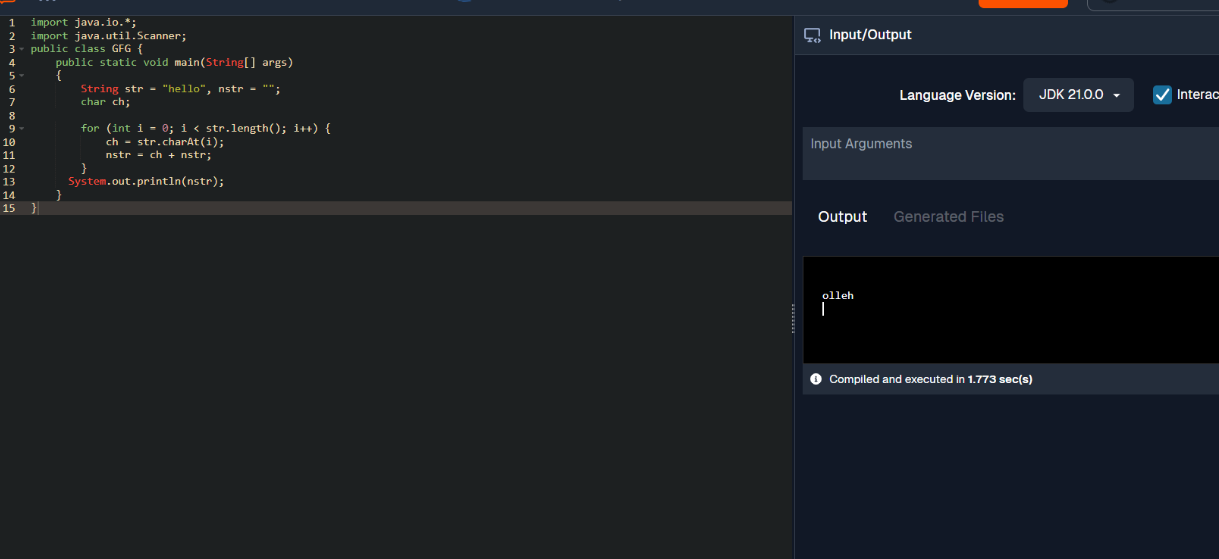 1 import java.io.*;
2 import java.util.Scanner;
3 public class GFG {
4     public static void main(String[] args)
5     {
6         String str = "hello", nstr = "";
7         char ch;
8
9         for (int i = 0; i < str.length(); i++) {
10             ch = str.charAt(i);
11             nstr = ch + nstr;
12         }
13       System.out.println(nstr);
14     }
15 }
Input/Output
Language Version: JDK 21.0.0 Interac
Input Arguments
Output Generated Files
olleh
Compiled and executed in 1.773 sec(s)